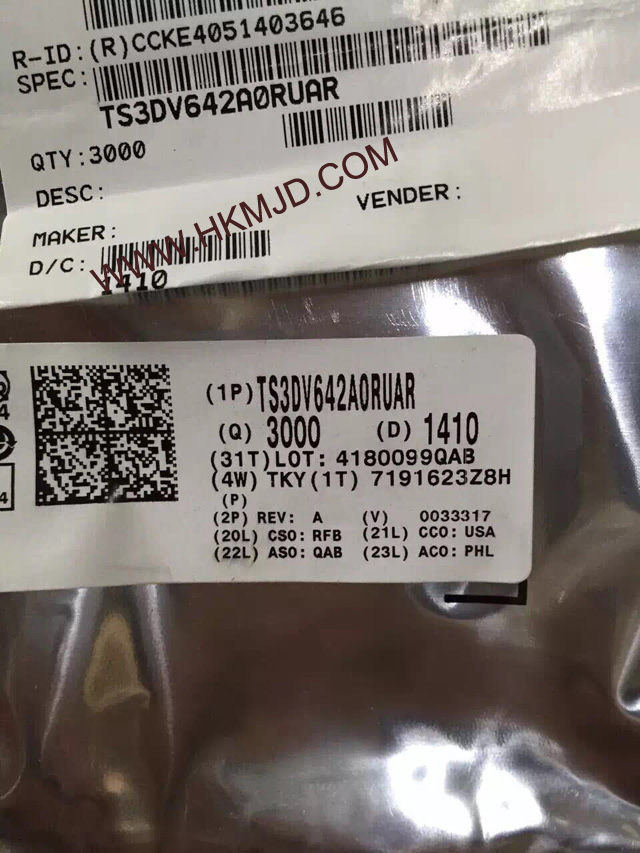 R-ID:(R)CCKE4051403646
SPEC:
TS3DV642A0RUAR
QTY:3000
DESC:
VENDER:
MAKER:
D/C:
1410
WWW.HKMJD.COM
(1P)TS3DV642A0RUAR
(Q) 3000 (D) 1410
(31T)LOT: 4180099QAB
(4W) TKY(1T) 7191623Z8H
(P)
(2P) REV: A (V) 0033317
(20L) CSO: RFB (21L) CCO: USA
(22L) ASO: QAB (23L) ACO: PHL
4
4